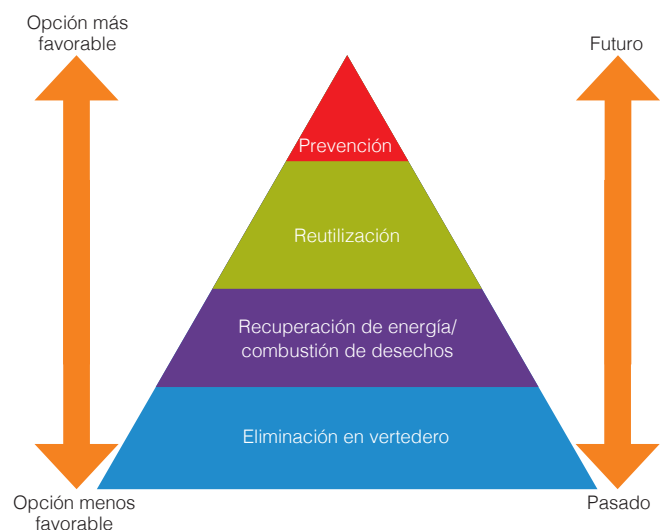 Opción más
favorable
Futuro
Prevención
Reutilización
Recuperación de energía/
combustión de desechos
Eliminación en vertedero
Opción menos
favorable
Pasado